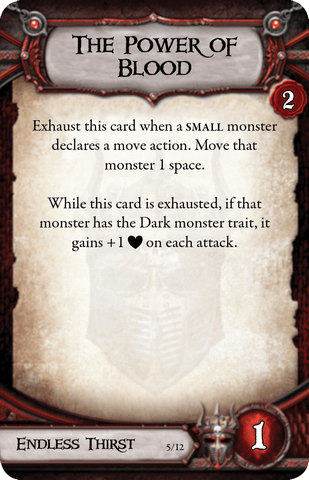 The Power of
Blood
2
Exhaust this card when a small monster
declares a move action. Move that
monster 1 space.
While this card is exhausted, if that
monster has the Dark monster trait, it
gains +1 ♥ on each attack.
Endless Thirst 5/12 1